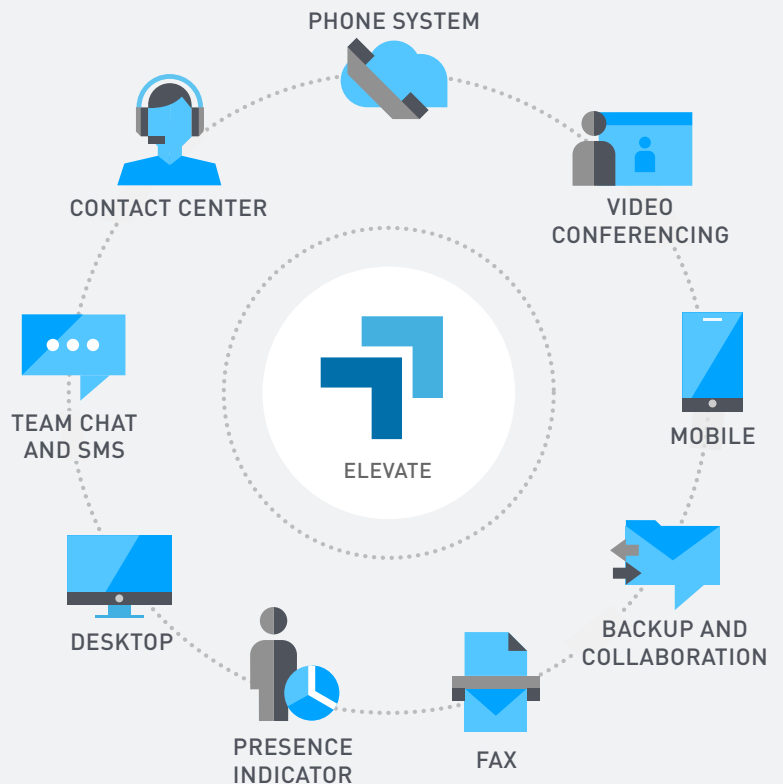 PHONE SYSTEM
CONTACT CENTER
VIDEO
CONFERENCING
TEAM CHAT
AND SMS
ELEVATE
MOBILE
DESKTOP
BACKUP AND
COLLABORATION
PRESENCE
INDICATOR
FAX